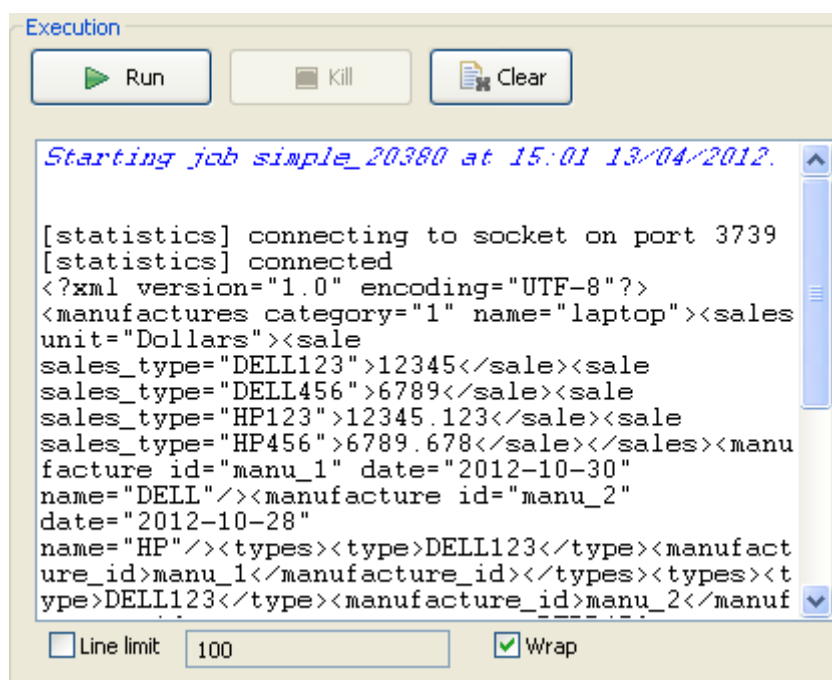 Execution
Run Kill Clear
Starting job simple_20380 at 15:01 13/04/2012.
[statistics] connecting to socket on port 3739
[statistics] connected
<?xml version="1.0" encoding="UTF-8"?>
<manufactures category="1" name="laptop"><sales
unit="Dollars"><sale
sales_type="DELL123">12345</sale><sale
sales_type="DELL456">6789</sale><sale
sales_type="HP123">12345.123</sale><sale
sales_type="HP456">6789.678</sale></sales><manu
facture id="manu_1" date="2012-10-30"
name="DELL"/><manufacture id="manu_2"
date="2012-10-28"
name="HP"/><types><type>DELL123</type><manufact
ure_id>manu_1</manufacture_id></types><types><t
ype>DELL123</type><manufacture_id>manu_2</manuf
Line limit 100 Wrap